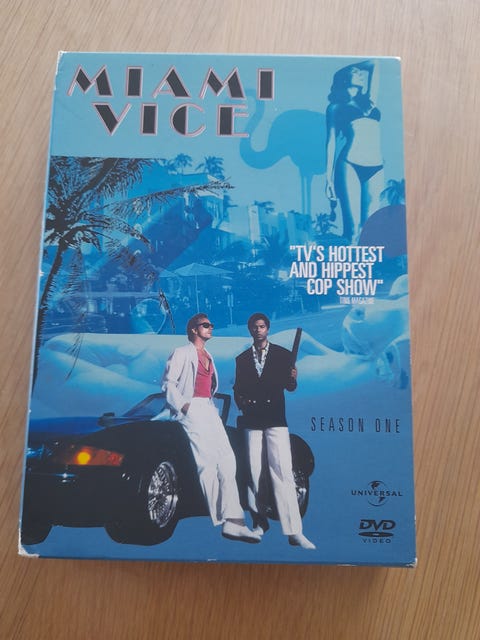 MIAMI
VICE
"TV'S HOTTEST
AND HIPPEST
COP SHOW"
TIME MAGAZINE
SEASON ONE
UNIVERSAL
DVD
VIDEO